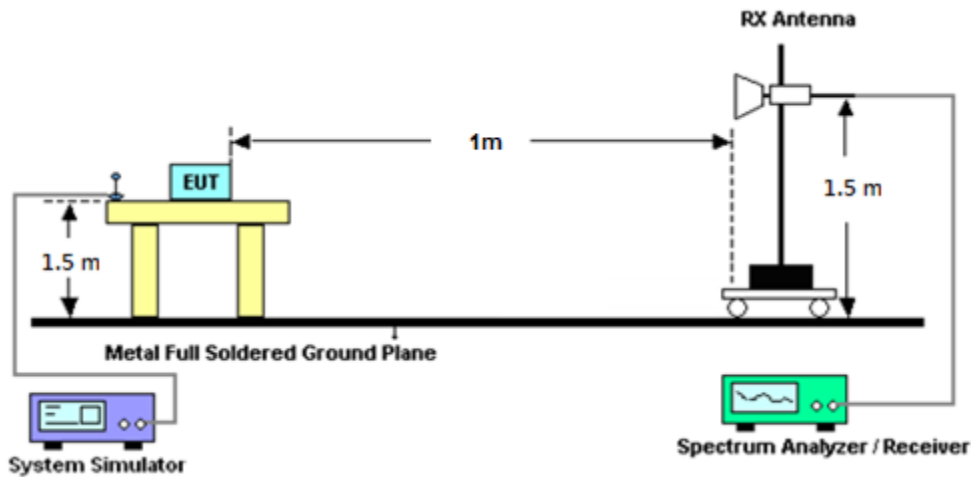 RX Antenna
1m
EUT
1.5 m
1.5 m
Metal Full Soldered Ground Plane
System Simulator
Spectrum Analyzer / Receiver